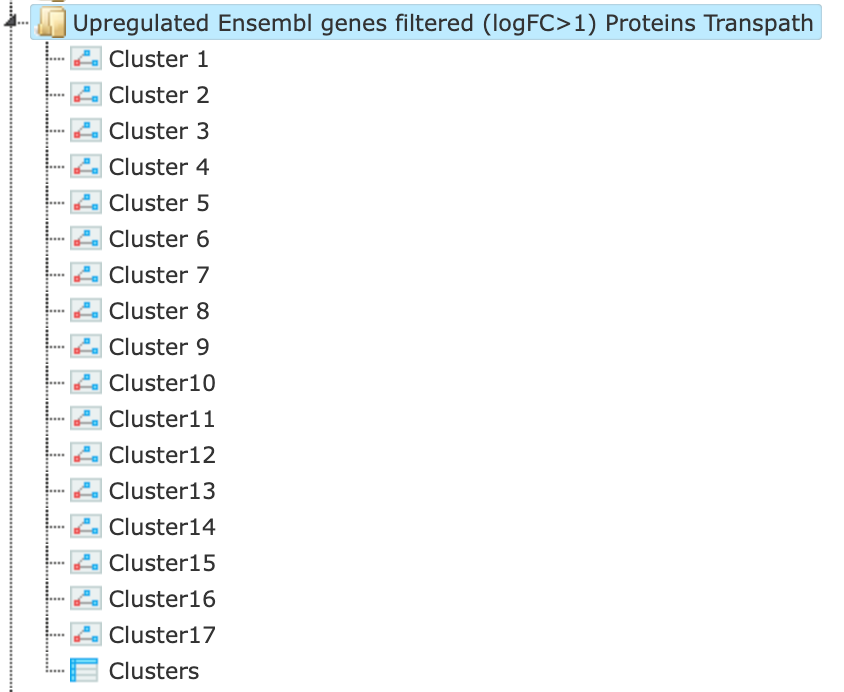 Upregulated Ensembl genes filtered (logFC>1) Proteins Transpath
Cluster 1
Cluster 2
Cluster 3
Cluster 4
Cluster 5
Cluster 6
Cluster 7
Cluster 8
Cluster 9
Cluster10
Cluster11
Cluster12
Cluster13
Cluster14
Cluster15
Cluster16
Cluster17
Clusters